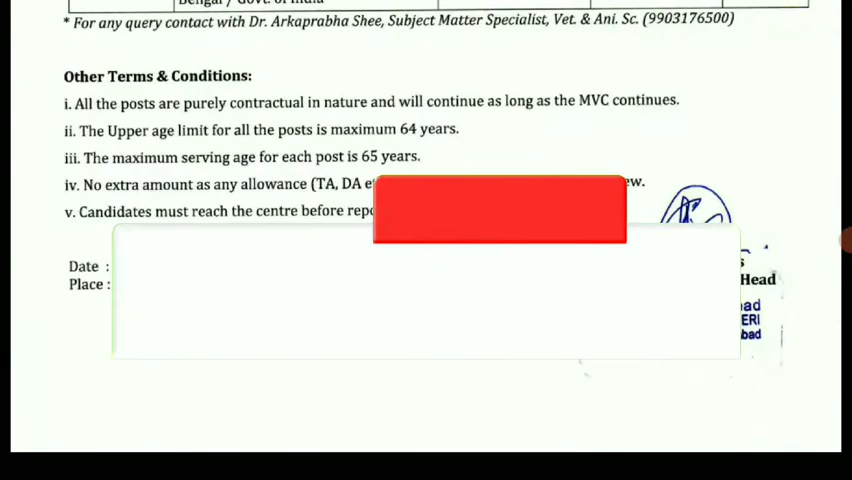 Bengal / Govt. of India
* For any query contact with Dr. Arkaprabha Shee, Subject Matter Specialist, Vet. & Ani. Sc. (9903176500)
Other Terms & Conditions:
i. All the posts are purely contractual in nature and will continue as long as the MVC continues.
ii. The Upper age limit for all the posts is maximum 64 years.
iii. The maximum serving age for each post is 65 years.
iv. No extra amount as any allowance (TA, DA
v. Candidates must reach the centre before
Date :
Place :
Head
ERI